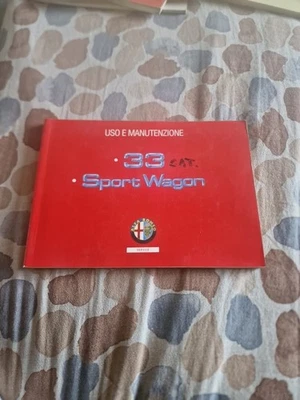 USO E MANUTENZIONE
· 33 CAT.
· Sport Wagon